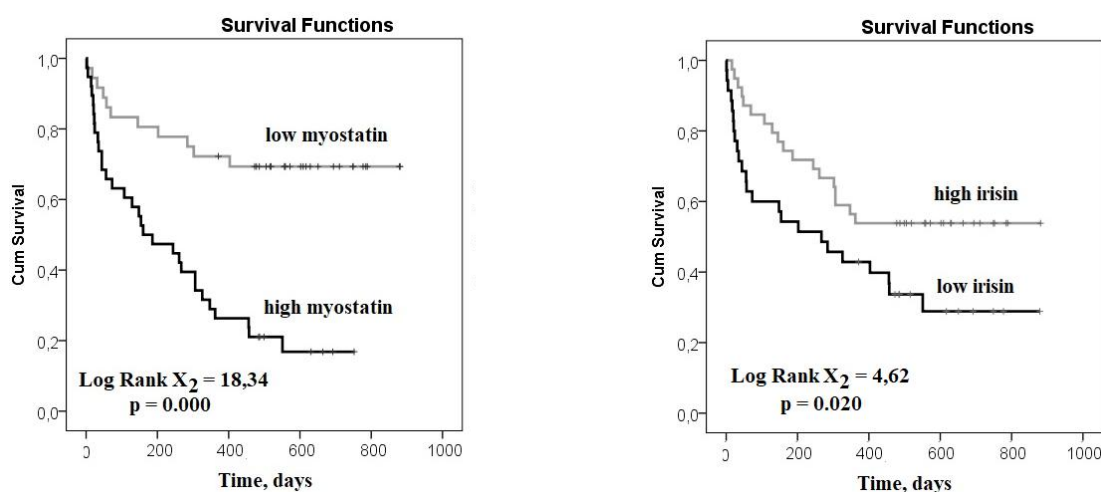 Survival Functions
Cum Survival
1,0
0,8
0,6
0,4
0,2
0,0
low myostatin
high myostatin
Log Rank X2 = 18,34
p = 0.000
0
200
400
600
800
1000
Time, days
Survival Functions
Cum Survival
1,0
0,8
0,6
0,4
0,2
0,0
high irisin
low irisin
Log Rank X2 = 4,62
p = 0.020
0
200
400
600
800
1000
Time, days